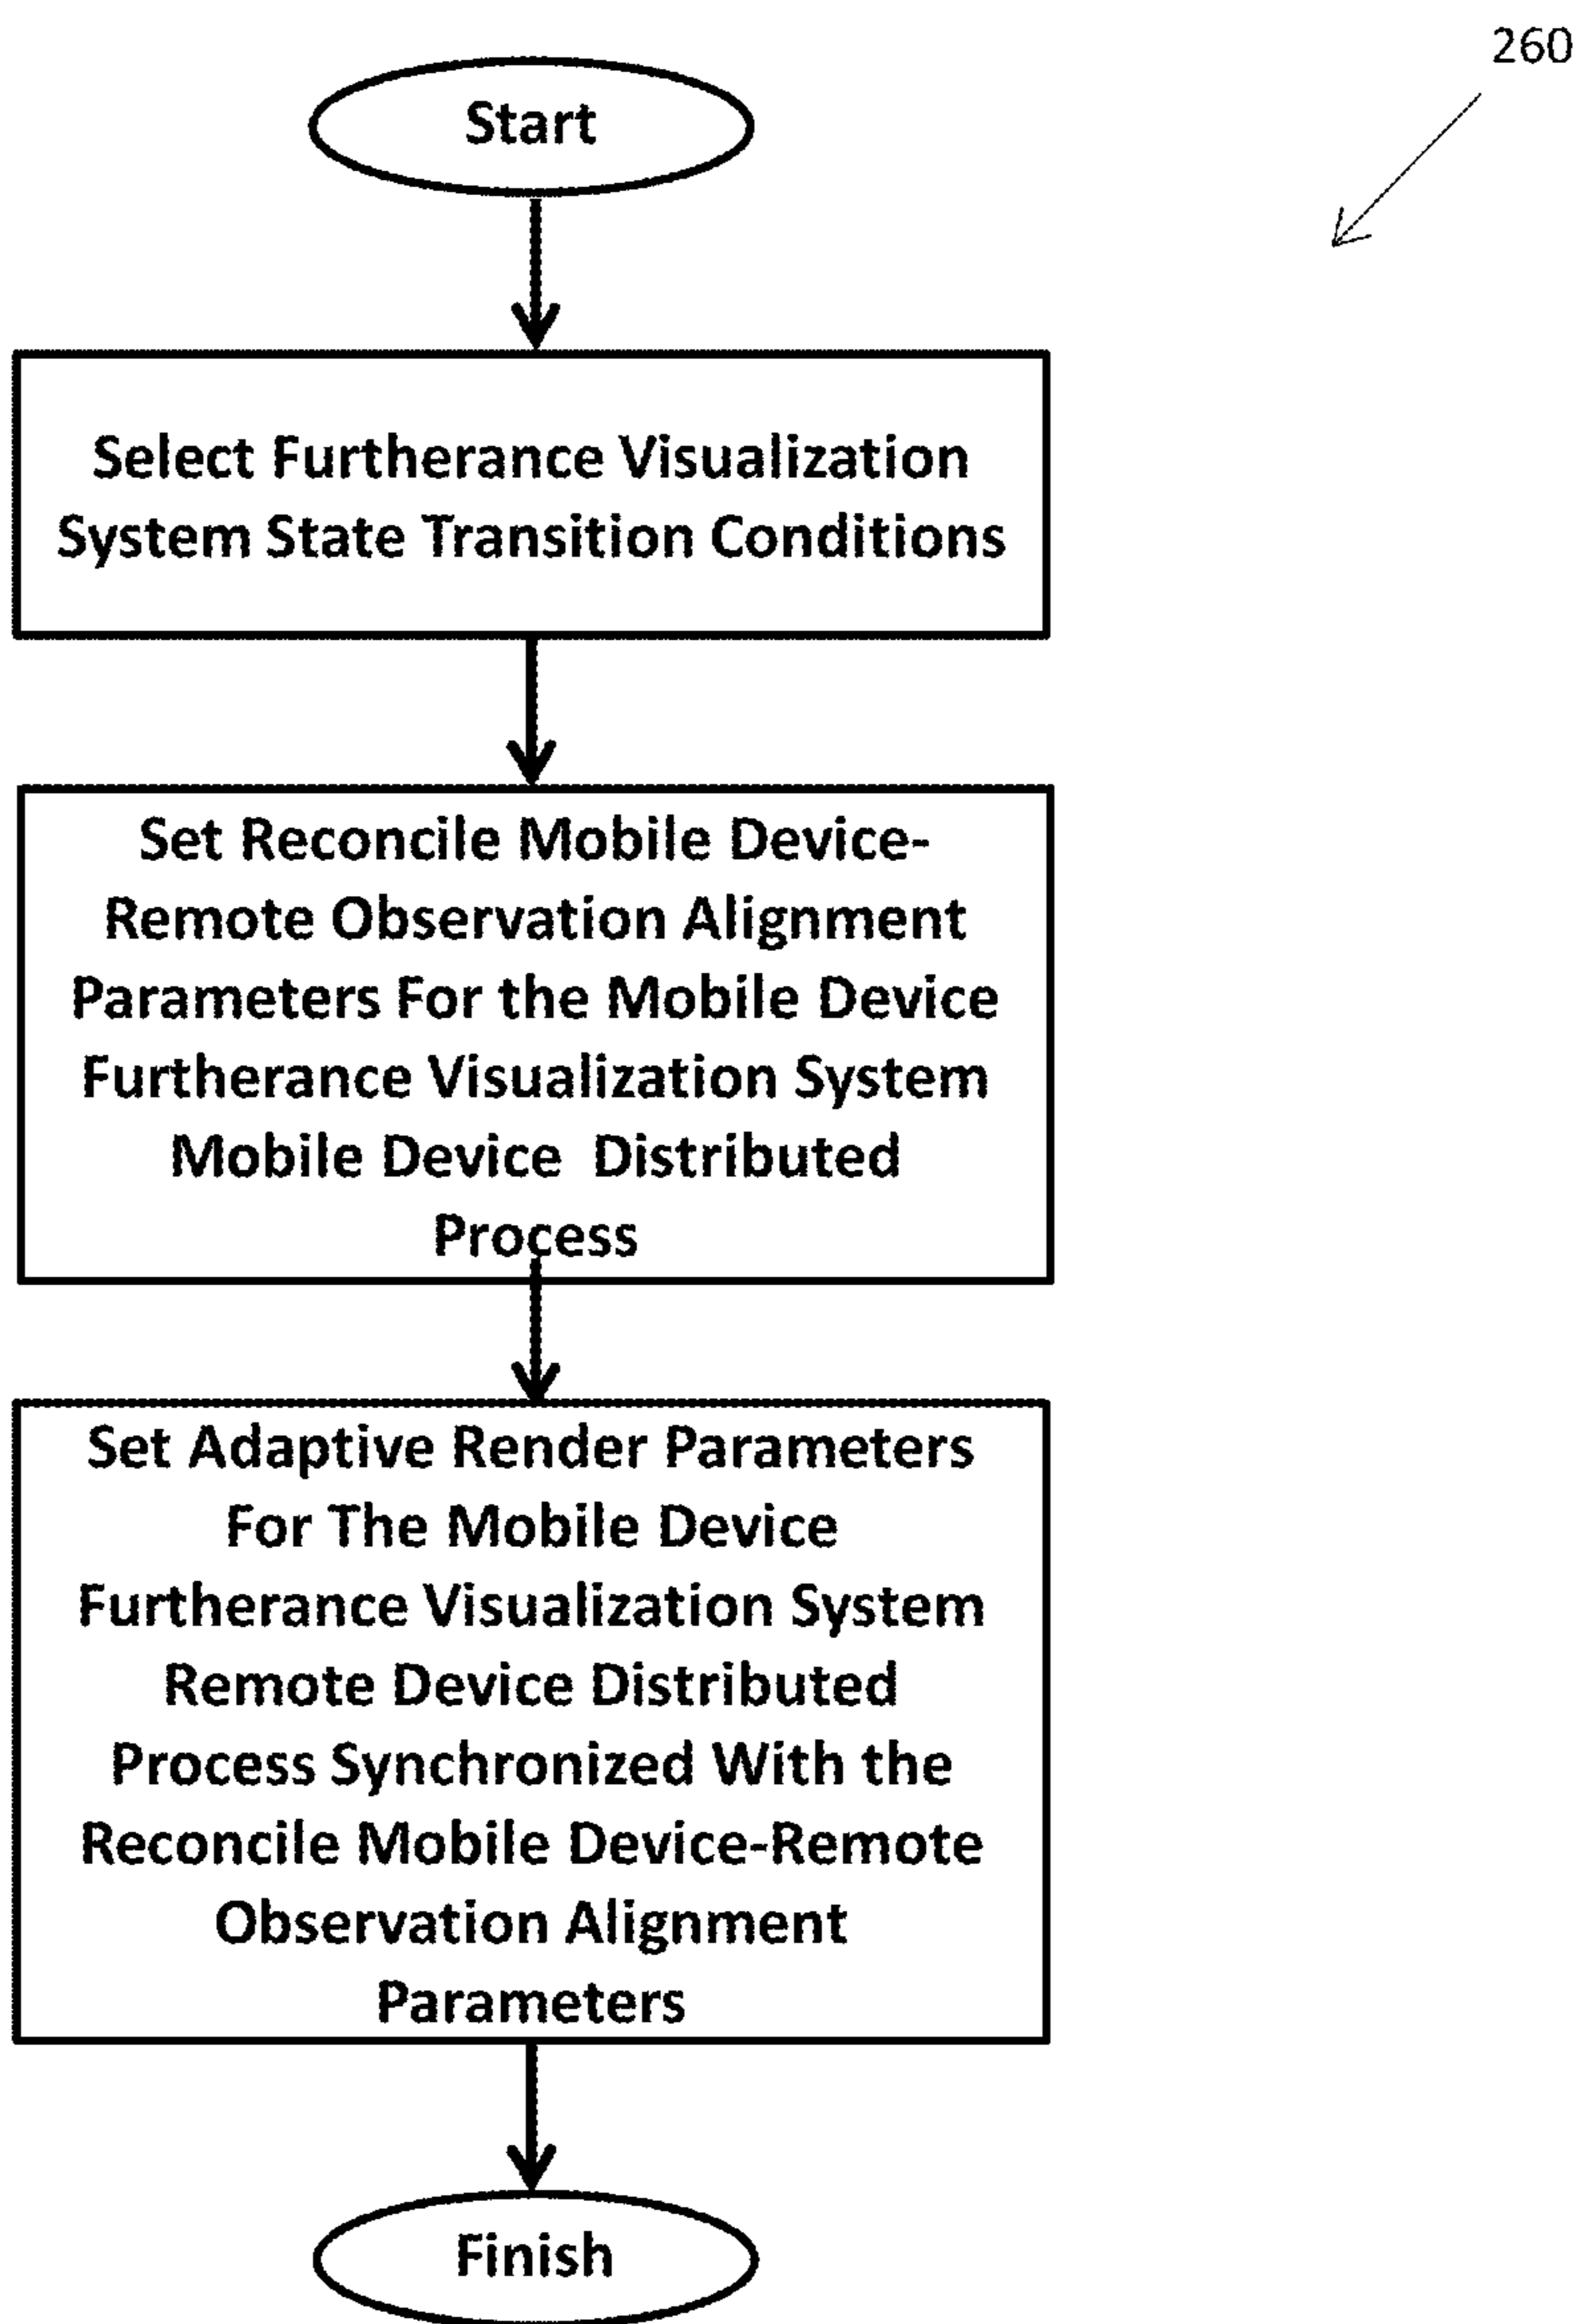 260
Start
Select Furtherance Visualization
System State Transition Conditions
Set Reconcile Mobile Device-
Remote Observation Alignment
Parameters For the Mobile Device
Furtherance Visualization System
Mobile Device Distributed
Process
Set Adaptive Render Parameters
For The Mobile Device
Furtherance Visualization System
Remote Device Distributed
Process Synchronized With the
Reconcile Mobile Device-Remote
Observation Alignment
Parameters
Finish